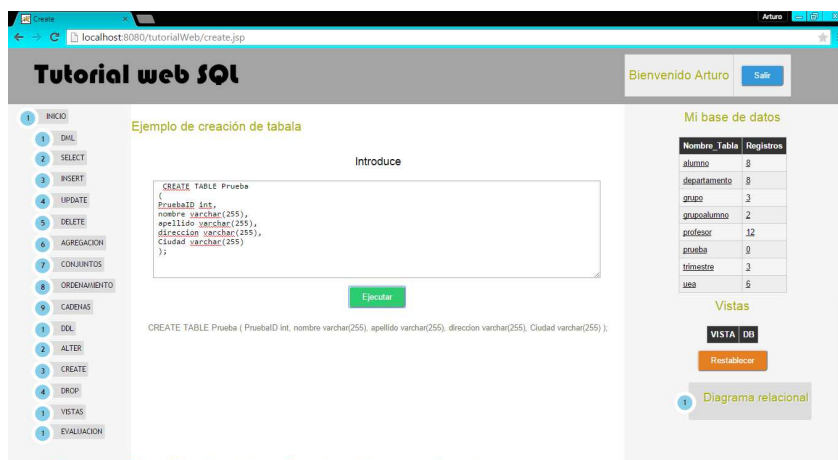 Create
Arturo
localhost:8080/tutorialWeb/create.jsp
Tutorial web SQL
Bienvenido Arturo
Salir
1 INICIO
1 DML
2 SELECT
3 INSERT
4 UPDATE
5 DELETE
6 AGREGACION
7 CONJUNTOS
8 ORDENAMIENTO
9 CADENAS
1 DDL
2 ALTER
3 CREATE
4 DROP
1 VISTAS
1 EVALUACION
Ejemplo de creación de tabala
Introduce
CREATE TABLE Prueba
(
PruebaID int,
nombre varchar(255),
apellido varchar(255),
direccion varchar(255),
Ciudad varchar(255)
);
Ejecutar
CREATE TABLE Prueba ( PruebaID int, nombre varchar(255), apellido varchar(255), direccion varchar(255), Ciudad varchar(255) );
Mi base de datos
Nombre_Tabla Registros
alumno 8
departamento 8
grupo 3
grupoalumno 2
profesor 12
prueba 0
trimestre 3
uea 6
Vistas
VISTA DB
Restablecer
1 Diagrama relacional